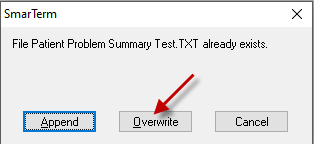 SmarTerm
File Patient Problem Summary Test.TXT already exists.
Append Overwrite Cancel